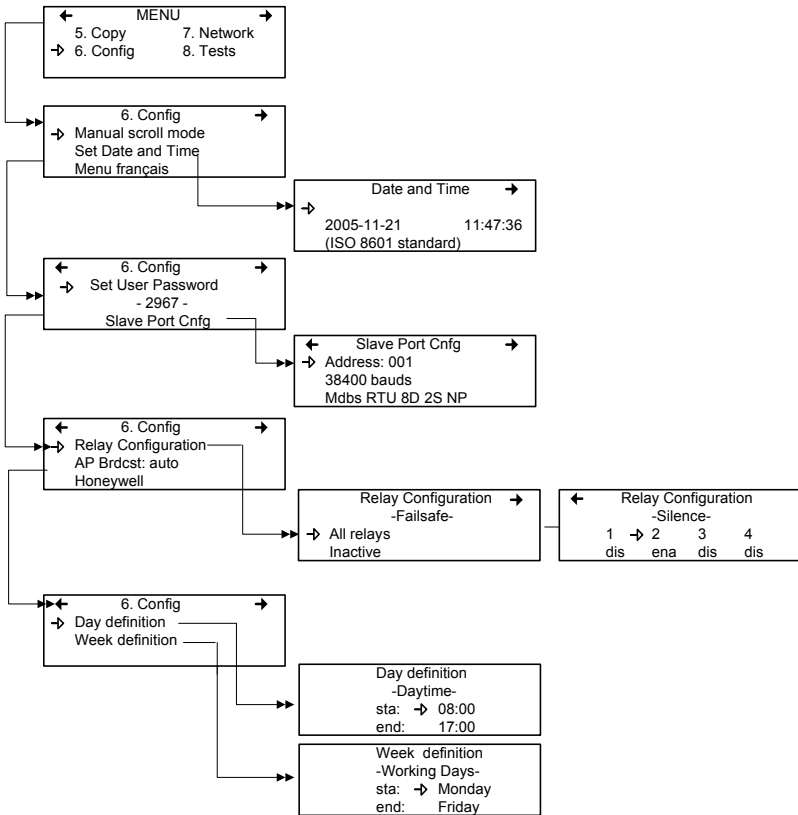 MENU
5. Copy 7. Network
6. Config 8. Tests
6. Config
Manual scroll mode
Set Date and Time
Menu français
Date and Time
2005-11-21 11:47:36
(ISO 8601 standard)
6. Config
Set User Password
- 2967 -
Slave Port Cnfg
Slave Port Cnfg
Address: 001
38400 bauds
Mdbs RTU 8D 2S NP
6. Config
Relay Configuration
AP Brdcst: auto
Honeywell
Relay Configuration
-Failsafe-
All relays
Inactive
Relay Configuration
-Silence-
1 2 3 4
dis ena dis dis
6. Config
Day definition
Week definition
Day definition
-Daytime-
sta: 08:00
end: 17:00
Week definition
-Working Days-
sta: Monday
end: Friday